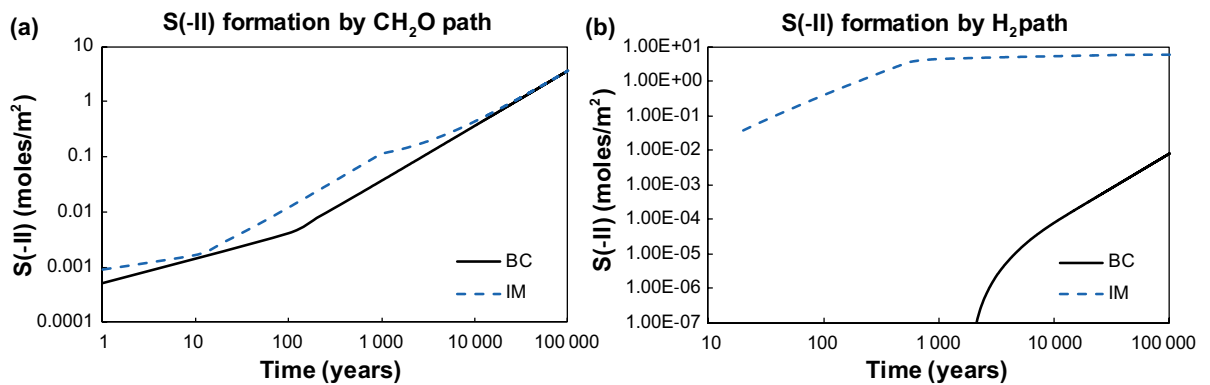 (a) S(-II) formation by CH₂O path
10
1
0.1
0.01
0.001
0.0001
S(-II) (moles/m²)
BC
IM
1 10 100 1 000 10 000 100 000
Time (years)
(b) S(-II) formation by H₂path
1.00E+01
1.00E+00
1.00E-01
1.00E-02
1.00E-03
1.00E-04
1.00E-05
1.00E-06
1.00E-07
S(-II) (moles/m²)
BC
IM
10 100 1 000 10 000 100 000
Time (years)